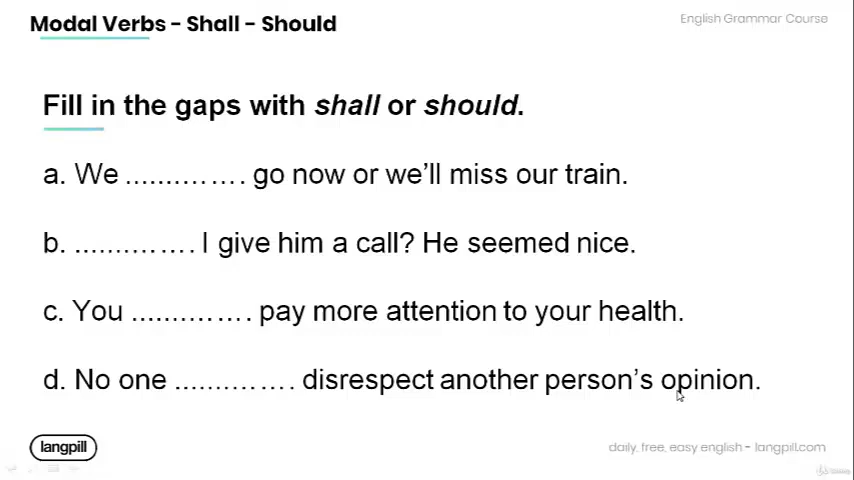 Modal Verbs - Shall - Should
English Grammar Course
Fill in the gaps with shall or should.
a. We ............. go now or we'll miss our train.
b. ............. I give him a call? He seemed nice.
c. You ............. pay more attention to your health.
d. No one ............. disrespect another person's opinion.
langpill
daily, free, easy english - langpill.com